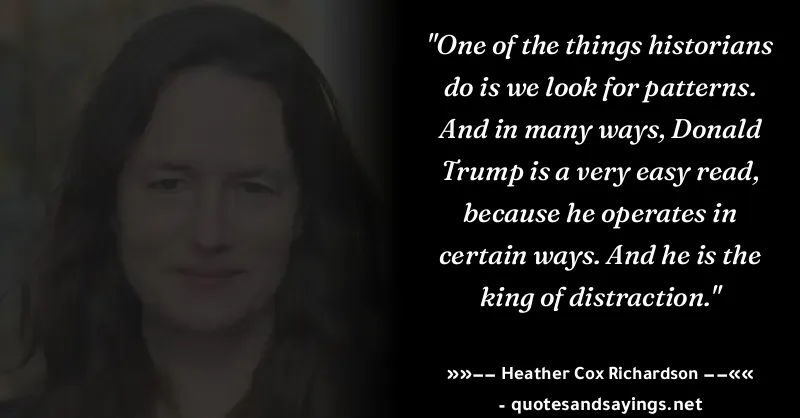 "One of the things historians
do is we look for patterns.
And in many ways, Donald
Trump is a very easy read,
because he operates in
certain ways. And he is the
king of distraction."
»»−− Heather Cox Richardson −−««
- quotesandsayings.net